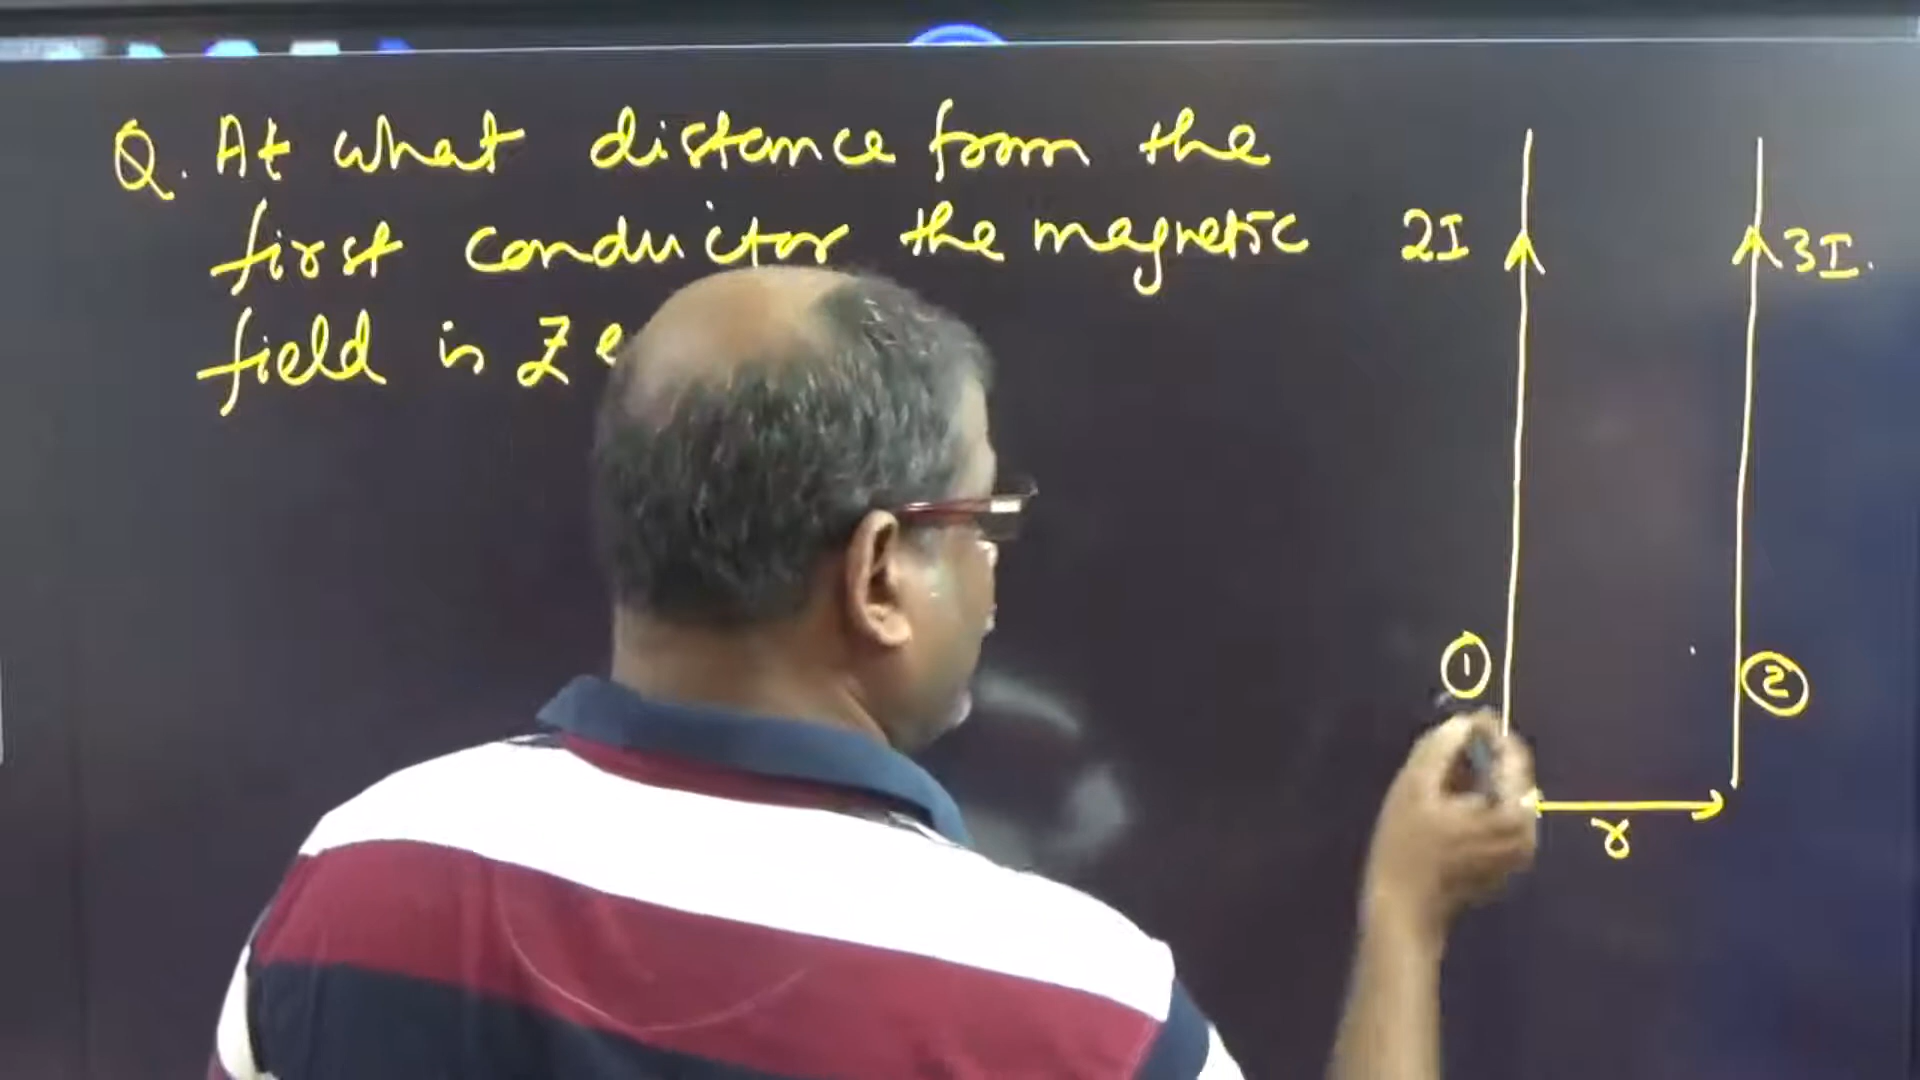 Q. At what distance from the
first conductor the magnetic
field is
2I
3I.
1
2
r